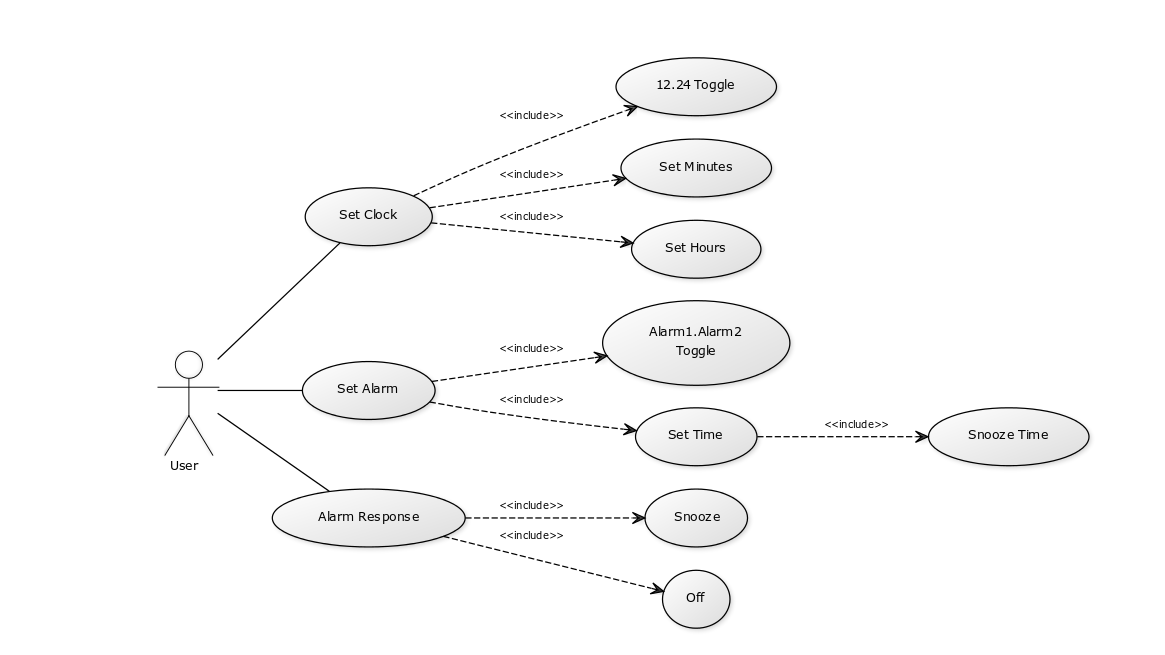 12.24 Toggle
<<include>>
Set Minutes
<<include>>
Set Clock
<<include>>
Set Hours
Alarm1.Alarm2
Toggle
<<include>>
Set Alarm
<<include>>
Set Time
<<include>>
Snooze Time
User
<<include>>
Alarm Response
Snooze
<<include>>
Off